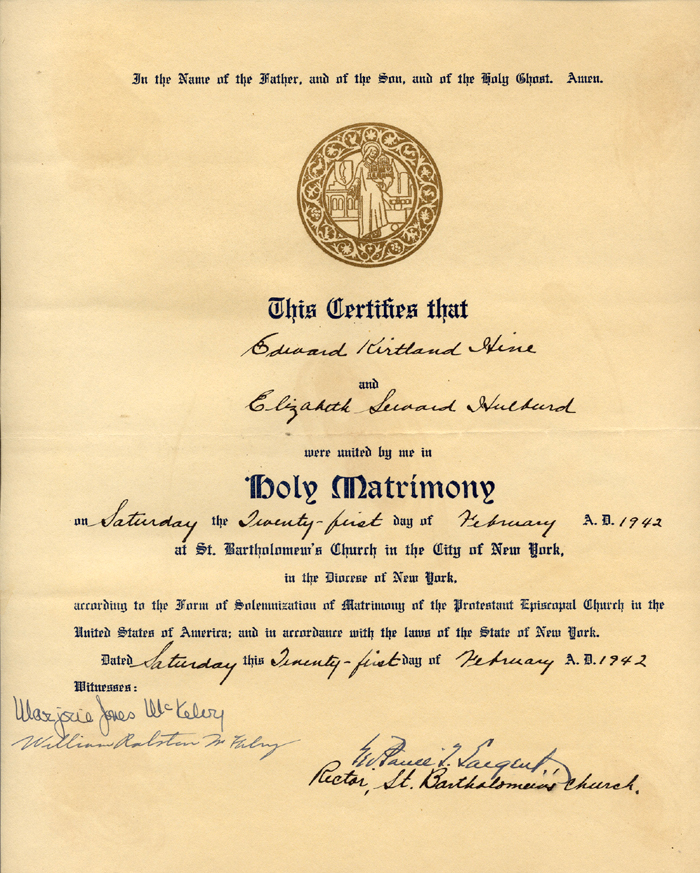 In the Name of the Father, and of the Son, and of the Holy Ghost. Amen.
This Certifies that
Edward Kirtland Hine
and
Elizabeth Seward Hulburd
were united by me in
Holy Matrimony
on Saturday the Twenty-first day of February A. D. 1942
at St. Bartholomew's Church in the City of New York,
in the Diocese of New York,
according to the Form of Solemnization of Matrimony of the Protestant Episcopal Church in the
United States of America; and in accordance with the laws of the State of New York.
Dated Saturday this Twenty-first day of February A. D. 1942
Witnesses:
Marjorie Jones McKelvy
William Ralston McKelvy
Sargent
Rector, St. Bartholomew's Church.